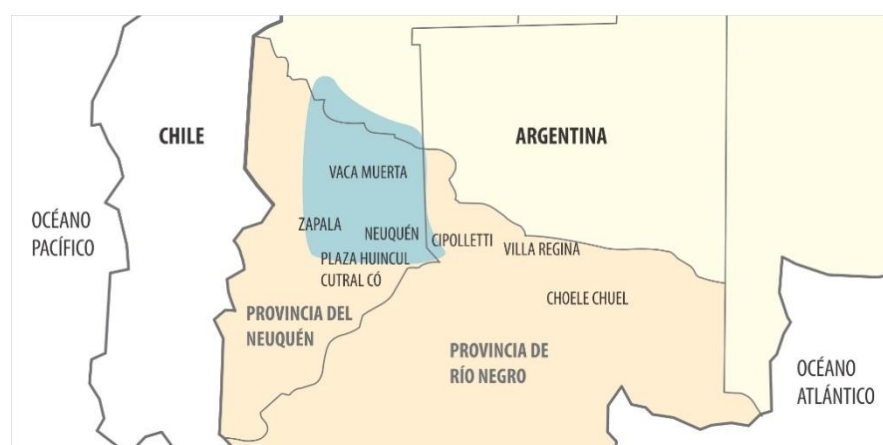 CHILE
ARGENTINA
VACA MUERTA
OCÉANO
PACÍFICO
ZAPALA
NEUQUÉN
CIPOLLETTI
VILLA REGINA
PLAZA HUINCUL
CUTRAL CÓ
CHOELE CHUEL
PROVINCIA DEL
NEUQUÉN
PROVINCIA DE
RÍO NEGRO
OCÉANO
ATLÁNTICO